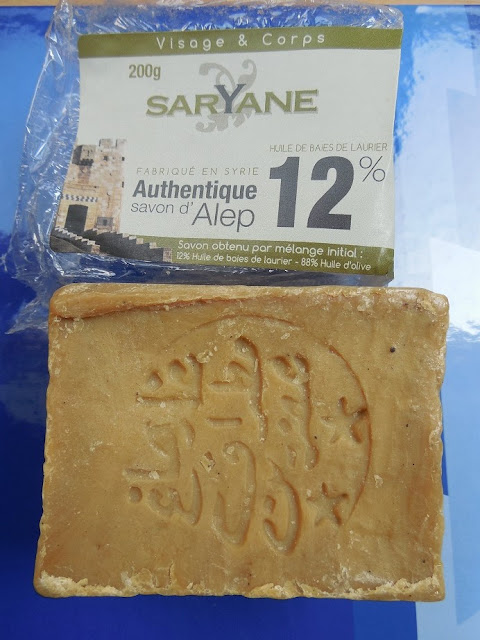 Visage & Corps
200g
SARYANE
HUILE DE BAIES DE LAURIER
FABRIQUÉ EN SYRIE
Authentique
savon d'Alep
12%
Savon obtenu par mélange initial :
12% Huile de baies de laurier - 88% Huile d'olive